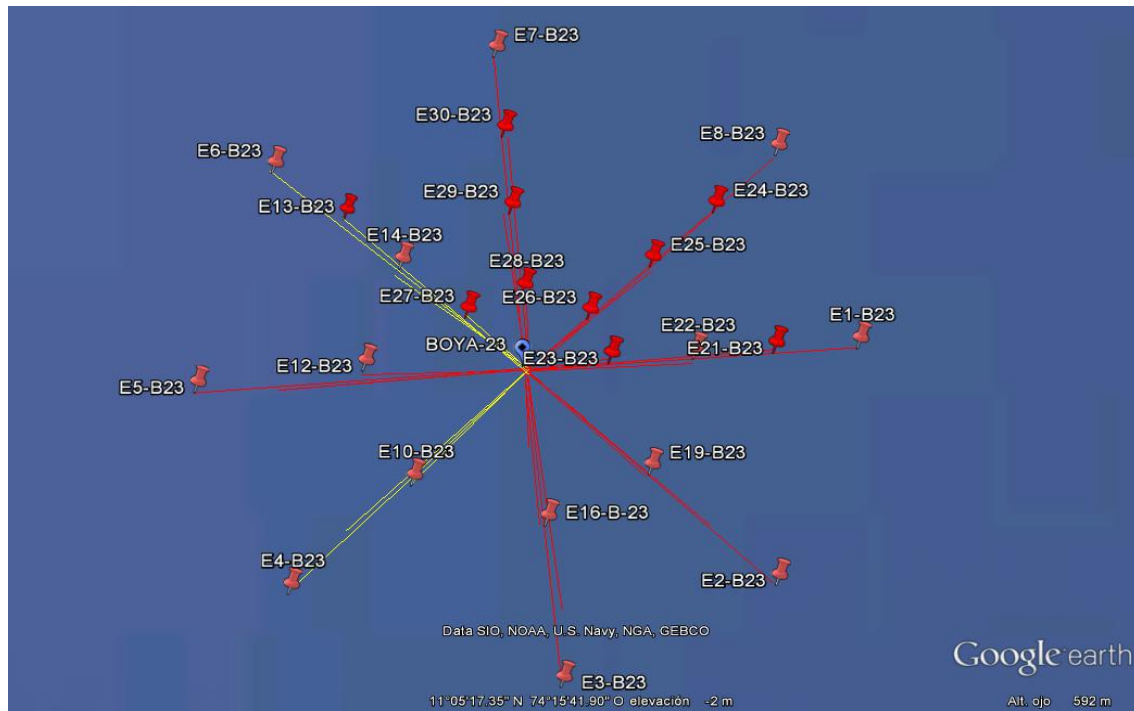 E7-B23
E30-B23
E8-B23
E6-B23
E24-B23
E29-B23
E13-B23
E14-B23
E25-B23
E28-B23
E27-B23
E26-B23
E22-B23
E1-B23
BOYA-23
E23-B23
E21-B23
E12-B23
E5-B23
E10-B23
E19-B23
E16-B-23
E4-B23
E2-B23
Data SIO, NOAA, U.S. Navy, NGA, GEBCO
Google earth
E3-B23
11°05'17.35" N 74°15'41.90" O elevación -2 m
Alt. ojo 592 m